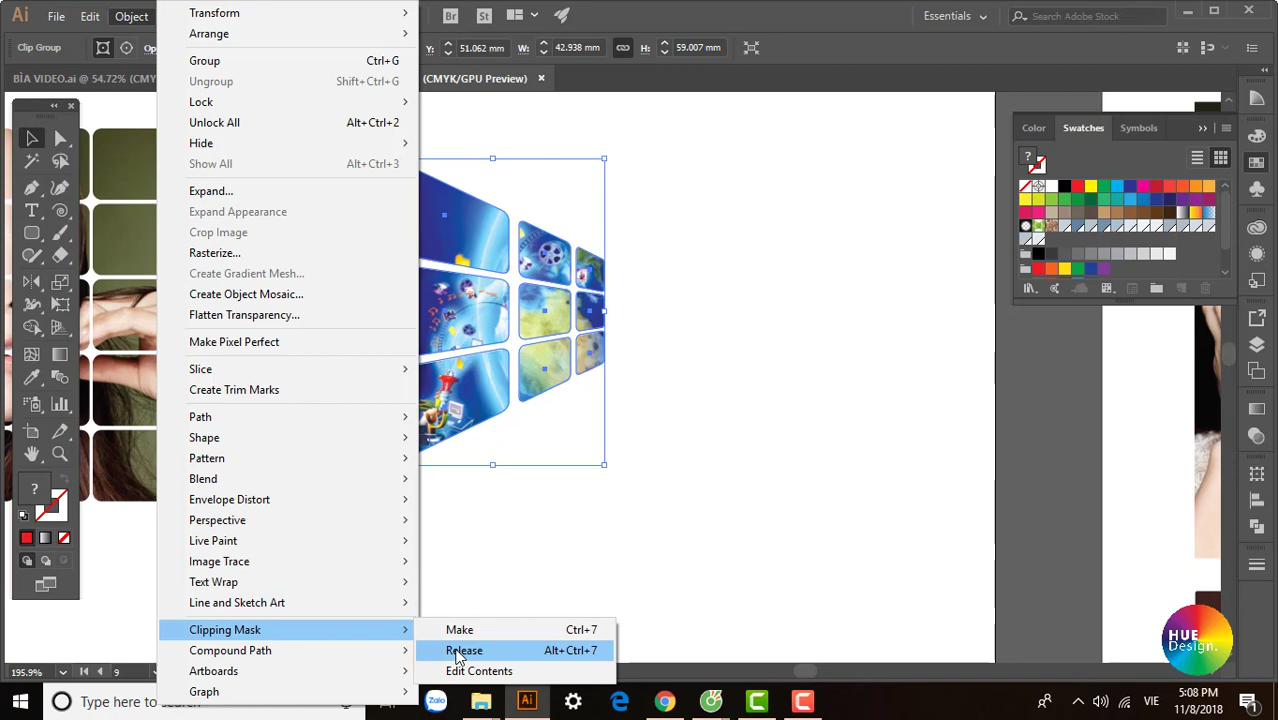 Ai File Edit Object Br St Essentials Search Adobe Stock
Clip Group Y: 51.062 mm W: 42.938 mm H: 59.007 mm
BÌA VIDEO.ai @ 54.72% (CMY (CMYK/GPU Preview)
Transform
Arrange
Group Ctrl+G
Ungroup Shift+Ctrl+G
Lock
Unlock All Alt+Ctrl+2
Hide
Show All Alt+Ctrl+3
Expand...
Expand Appearance
Crop Image
Rasterize...
Create Gradient Mesh...
Create Object Mosaic...
Flatten Transparency...
Make Pixel Perfect
Slice
Create Trim Marks
Path
Shape
Pattern
Blend
Envelope Distort
Perspective
Live Paint
Image Trace
Text Wrap
Line and Sketch Art
Clipping Mask
Compound Path
Artboards
Graph
Make Ctrl+7
Release Alt+Ctrl+7
Edit Contents
Color Swatches Symbols
?
?
HUE
Design.
195.9% 9
Type here to search
Zalo
Ai
VIE
5:08 PM
11/8/2018